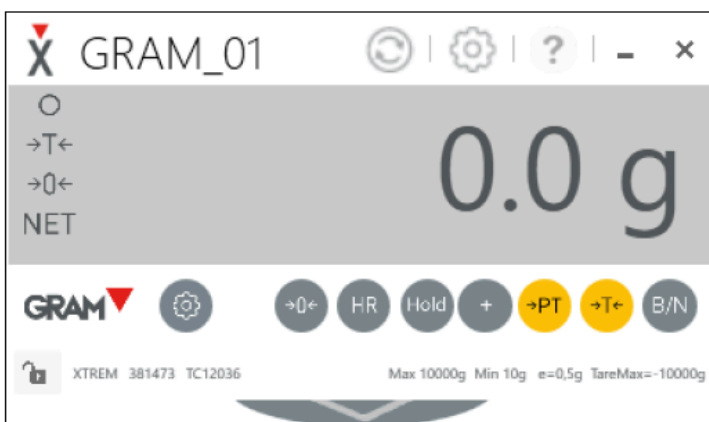 X GRAM_01 ?
→T←
→0←
NET
0.0 g
GRAM →0← HR Hold + →PT →T← B/N
XTREM 381473 TC12036 Max 10000g Min 10g e=0,5g TareMax=-10000g